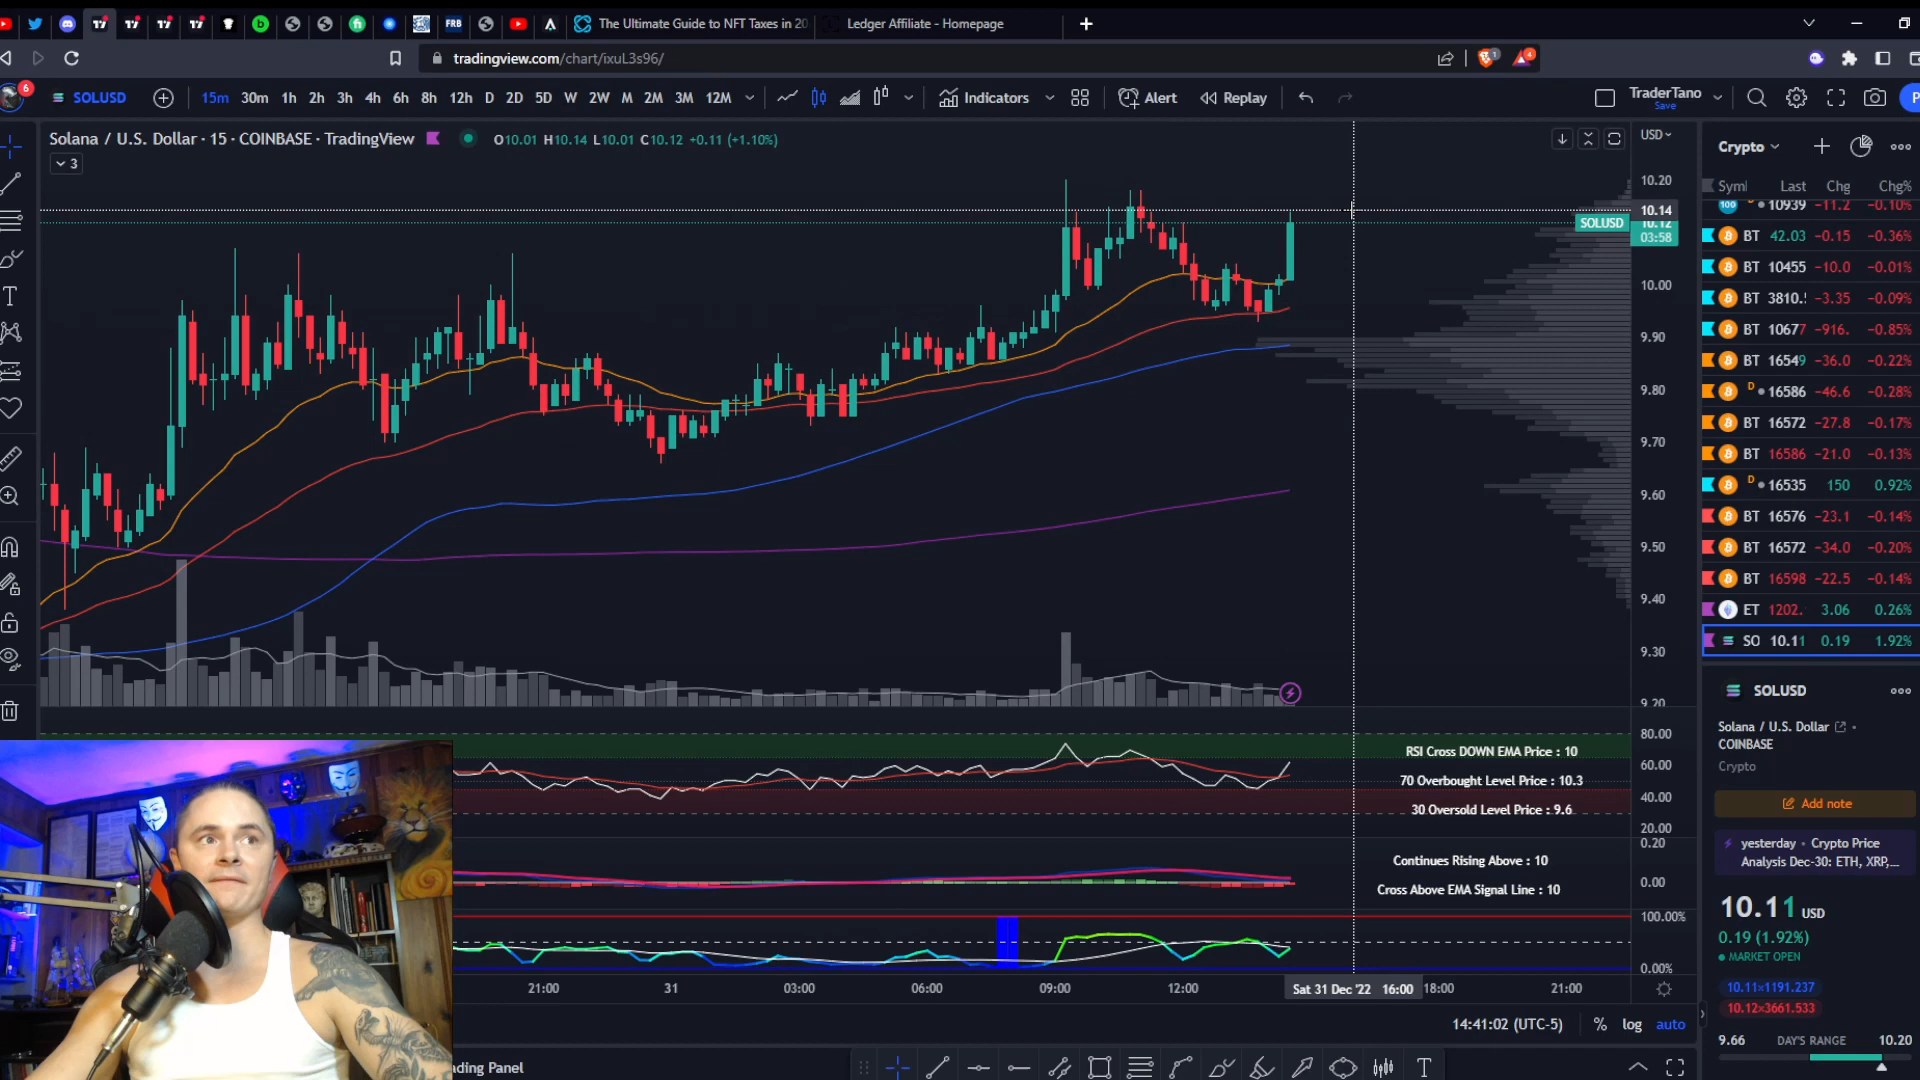 FRB
The Ultimate Guide to NFT Taxes in 20
Ledger Affiliate - Homepage
tradingview.com/chart/ixuL3s96/
1
4
6
SOLUSD
15m 30m 1h 2h 3h 4h 6h 8h 12h D 2D 5D W 2W M 2M 3M 12M
Indicators
Alert
Replay
TraderTano
Save
P
Solana / U.S. Dollar · 15 · COINBASE · TradingView
O10.01 H10.14 L10.01 C10.12 +0.11 (+1.10%)
3
USD
10.20
10.14
SOLUSD
10.12
03:58
10.00
9.90
9.80
9.70
9.60
9.50
9.40
9.30
9.20
80.00
60.00
40.00
20.00
0.20
0.00
100.00%
0.00%
RSI Cross DOWN EMA Price : 10
70 Overbought Level Price : 10.3
30 Oversold Level Price : 9.6
Continues Rising Above : 10
Cross Above EMA Signal Line : 10
21:00 31 03:00 06:00 09:00 12:00 Sat 31 Dec '22 16:00 18:00 21:00
14:41:02 (UTC-5) % log auto
ading Panel
Crypto
Syml Last Chg Chg%
100 D 10939 −11.2 −0.10%
BT 42.03 −0.15 −0.36%
BT 10455 −10.0 −0.01%
BT 3810. −3.35 −0.09%
BT 10677 −916. −0.85%
BT 16549 −36.0 −0.22%
D 16586 −46.6 −0.28%
BT 16572 −27.8 −0.17%
BT 16586 −21.0 −0.13%
D 16535 150 0.92%
BT 16576 −23.1 −0.14%
BT 16572 −34.0 −0.20%
BT 16598 −22.5 −0.14%
ET 1202. 3.06 0.26%
SO 10.11 0.19 1.92%
SOLUSD
Solana / U.S. Dollar
COINBASE
Crypto
Add note
yesterday · Crypto Price
Analysis Dec-30: ETH, XRP,...
10.11 USD
0.19 (1.92%)
MARKET OPEN
10.11×1191.237
10.12×3661.533
9.66 DAY'S RANGE 10.20